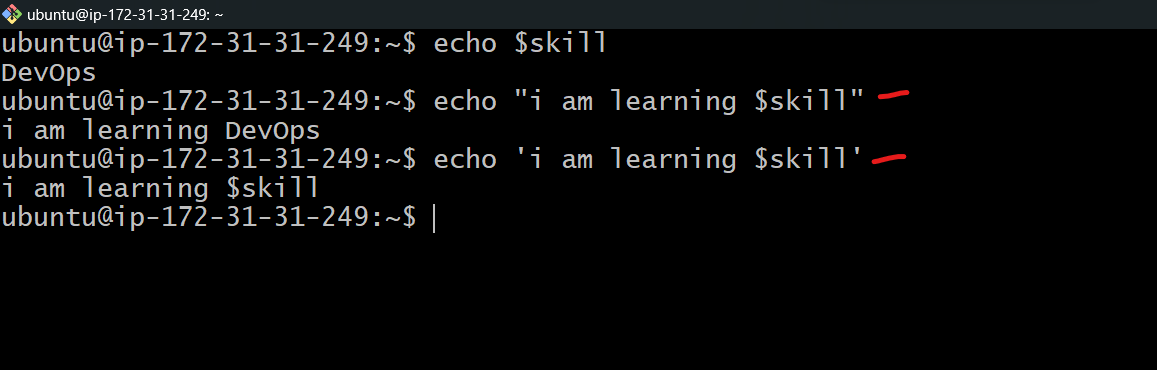 ubuntu@ip-172-31-31-249: ~
ubuntu@ip-172-31-31-249:~$ echo $skill
DevOps
ubuntu@ip-172-31-31-249:~$ echo "i am learning $skill"
i am learning DevOps
ubuntu@ip-172-31-31-249:~$ echo 'i am learning $skill'
i am learning $skill
ubuntu@ip-172-31-31-249:~$